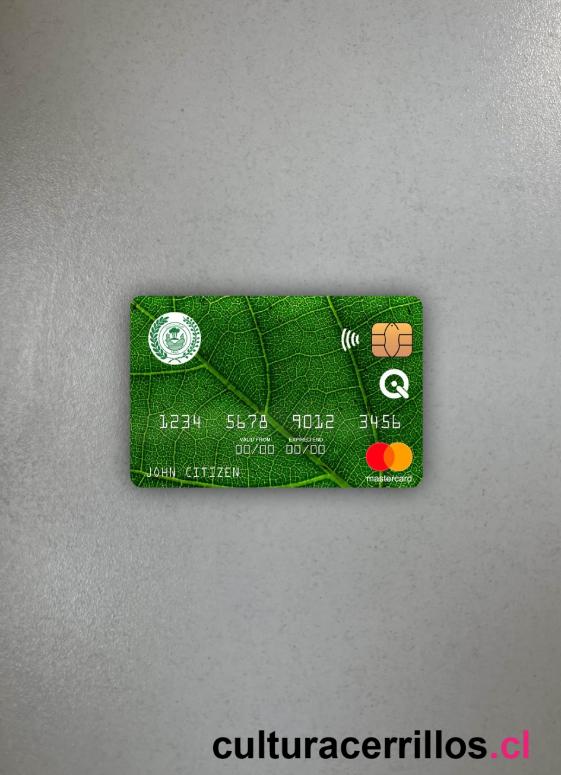 1234 5678 9012 3456
VALID FROM EXPIRES END
00/00 00/00
JOHN CITIZEN
mastercard
culturacerrillos.cl